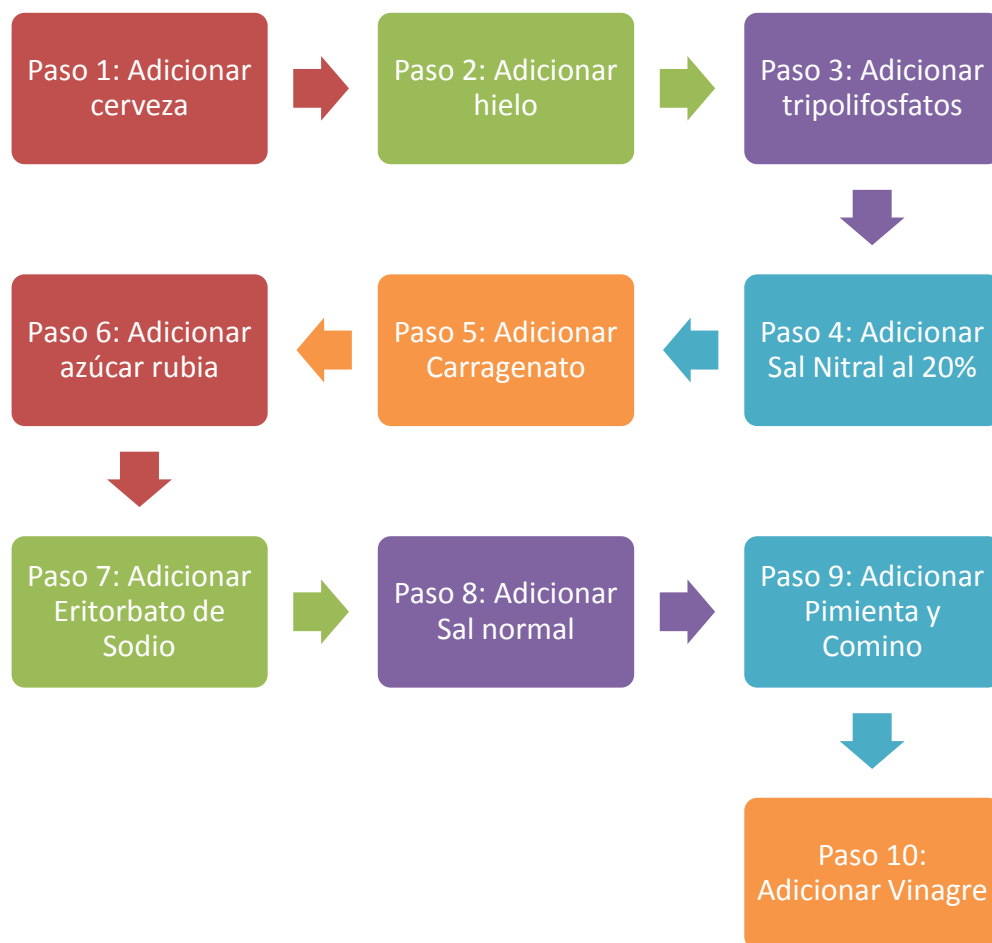 Paso 1: Adicionar
cerveza
Paso 2: Adicionar
hielo
Paso 3: Adicionar
tripolifosfatos
Paso 4: Adicionar
Sal Nitral al 20%
Paso 5: Adicionar
Carragenato
Paso 6: Adicionar
azúcar rubia
Paso 7: Adicionar
Eritorbato de
Sodio
Paso 8: Adicionar
Sal normal
Paso 9: Adicionar
Pimienta y
Comino
Paso 10:
Adicionar Vinagre